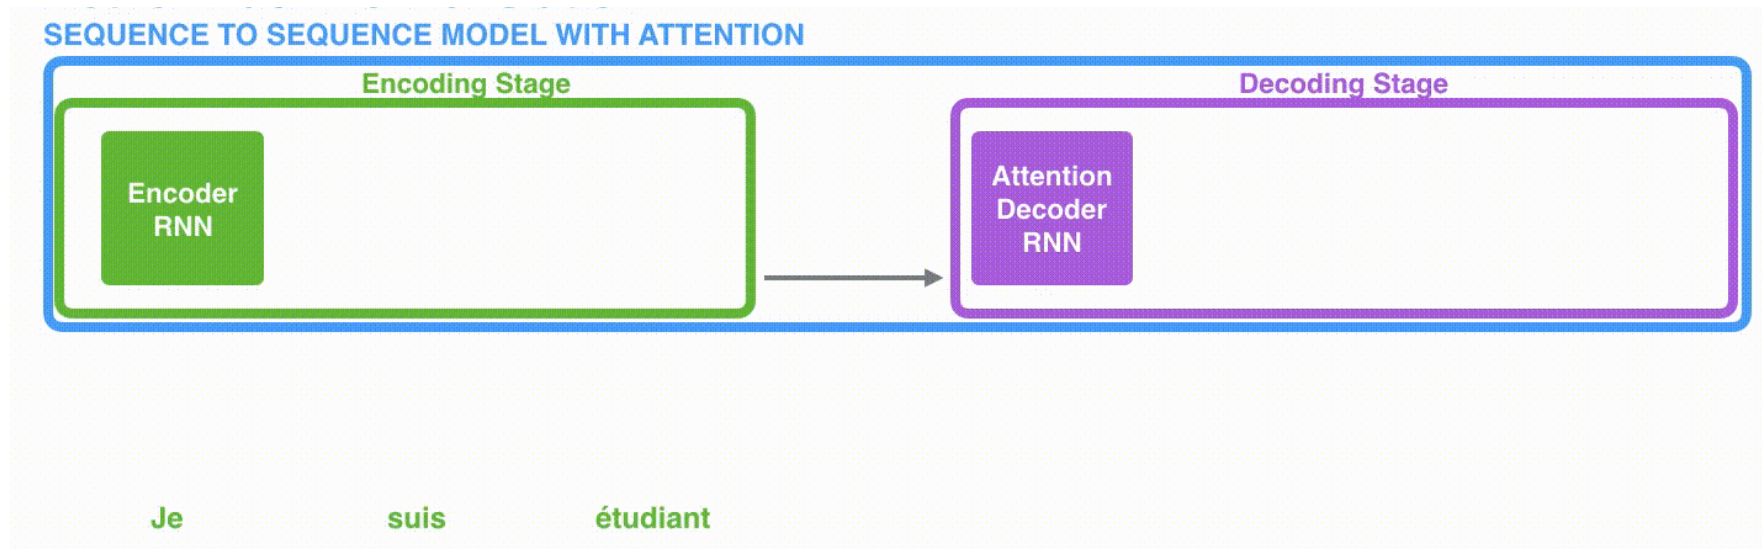 SEQUENCE TO SEQUENCE MODEL WITH ATTENTION
Encoding Stage
Decoding Stage
Encoder
RNN
Attention
Decoder
RNN
Je suis étudiant